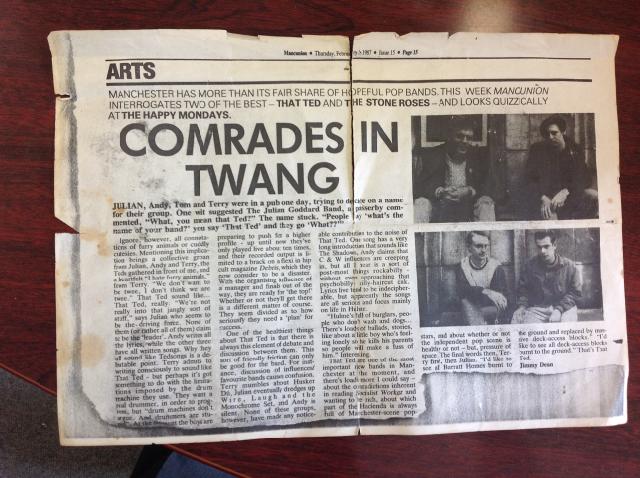 Mancunion • Thursday, February 5 1987 • Issue 15 • Page 15
ARTS
MANCHESTER HAS MORE THAN ITS FAIR SHARE OF HOPEFUL POP BANDS. THIS WEEK MANCUNION
INTERROGATES TWO OF THE BEST – THAT TED AND THE STONE ROSES – AND LOOKS QUIZZICALLY
AT THE HAPPY MONDAYS.
COMRADES IN
TWANG
JULIAN, Andy, Tom and Terry were in a pub one day, trying to decide on a name
for their group. One wit suggested The Julian Goddard Band, a passerby com-
mented, "What, you mean that Ted?" The name stuck. "People say 'what's the
name of your band?' you say 'That Ted' and they go 'What??'
Ignore, however, all connota-
tions of furry animals or cuddly
cuteness. Mentioning this implica-
tion brings a collective groan
from Julian, Andy and Terry, the
Teds gathered in front of me, and
a heartfelt "I hate furry animals,"
from Terry. "We don't want to
be twee, I don't think we are
twee." That Ted sound like...
That Ted, really. "We're not
really into that jangly sort of
stuff," says Julian who seems to
be the driving force. None of
them (or rather all of them) claim
to be the 'leader'. Andy writes all
the lyrics, while the other three
have all written songs. Why hey
all sound like Tedsongs is a de-
batable point. Terry admits to
writing consciously to sound like
That Ted – but perhaps it's got
something to do with the limita-
tions imposed by the drum
machine they use. They want a
real drummer, in order to prog-
ress, but "drum machines don't
argue. And drummers are stu-
At the moment the boys are
preparing to push for a higher
profile - up until now they've
only played live about ten times,
and their recorded output is li-
mited to a track on a flexi in hip
cult magazine Debris, which they
now consider to be a disaster.
With the organising influence of
a manager and finals out of the
way, they are ready for 'the top!'
Whether or not they'll get there
is a different matter of course.
They seem divided as to how
seriously they need a 'plan' for
success.
One of the healthiest things
about That Ted is that there is
always this element of debate and
discussion between them. This
sort of friendly friction can only
be good for the band. For inst-
ance, discussion of influences/
favourite bands causes confusion.
Terry mumbles about Husker
Dü, Julian eventually dredges up
Wire, Laugh and the
Monochrome Set, and Andy is
silent. None of these groups,
however, have made any notice-
able contributions to the noise of
That Ted. One song has a very
long introduction that sounds like
The Shadows, Andy claims that
C & W influences are creeping
in, but all I hear is a sort of
post-mod things rockabilly -
without even approaching that
psychobilly silly-haircut cak.
Lyrics live tend to be indecipher-
able, but apparently the songs
are all serious and focus mainly
on life in Hulme.
"Hulme's full of burglars, peo-
ple who don't wash and dogs...
There's loads of ballads, stories,
like about a little boy who's feel-
ing lonely so he kills his parents
so people will make a fuss of
him." Interesting.
That Ted are one of the most
important new bands in Man-
chester at the moment, and
there's loads more I could say –
about the contradictions inherent
in reading Socialist Worker and
wanting to be rich, about which
part of the Hacienda is always
full of Manchester-scene pop
stars, and about whether or not
the independent pop scene is
healthy or not – but, pressure of
space. The final words then, Ter-
ry first, then Julian. "I'd like to
see all Barratt Homes burnt to
the ground and replaced by mas-
sive deck-access blocks." "I'd
like to see all deck-access blocks
burnt to the ground." That's That
Ted
Jimmy Dean